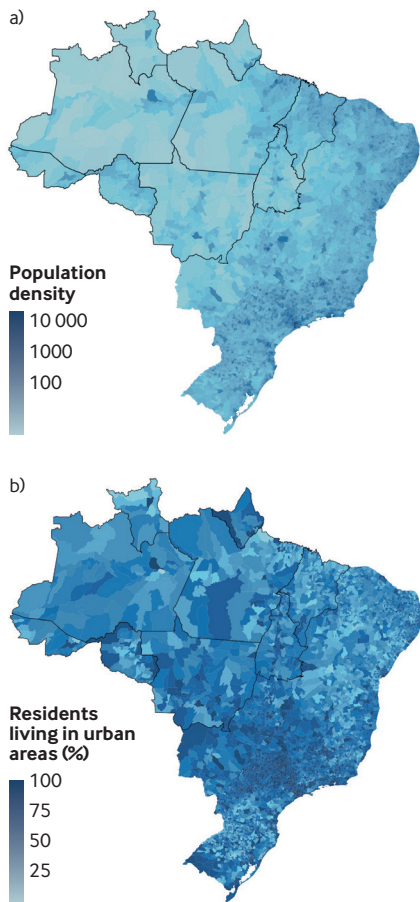 a)
Population
density
10 000
1000
100
b)
Residents
living in urban
areas (%)
100
75
50
25